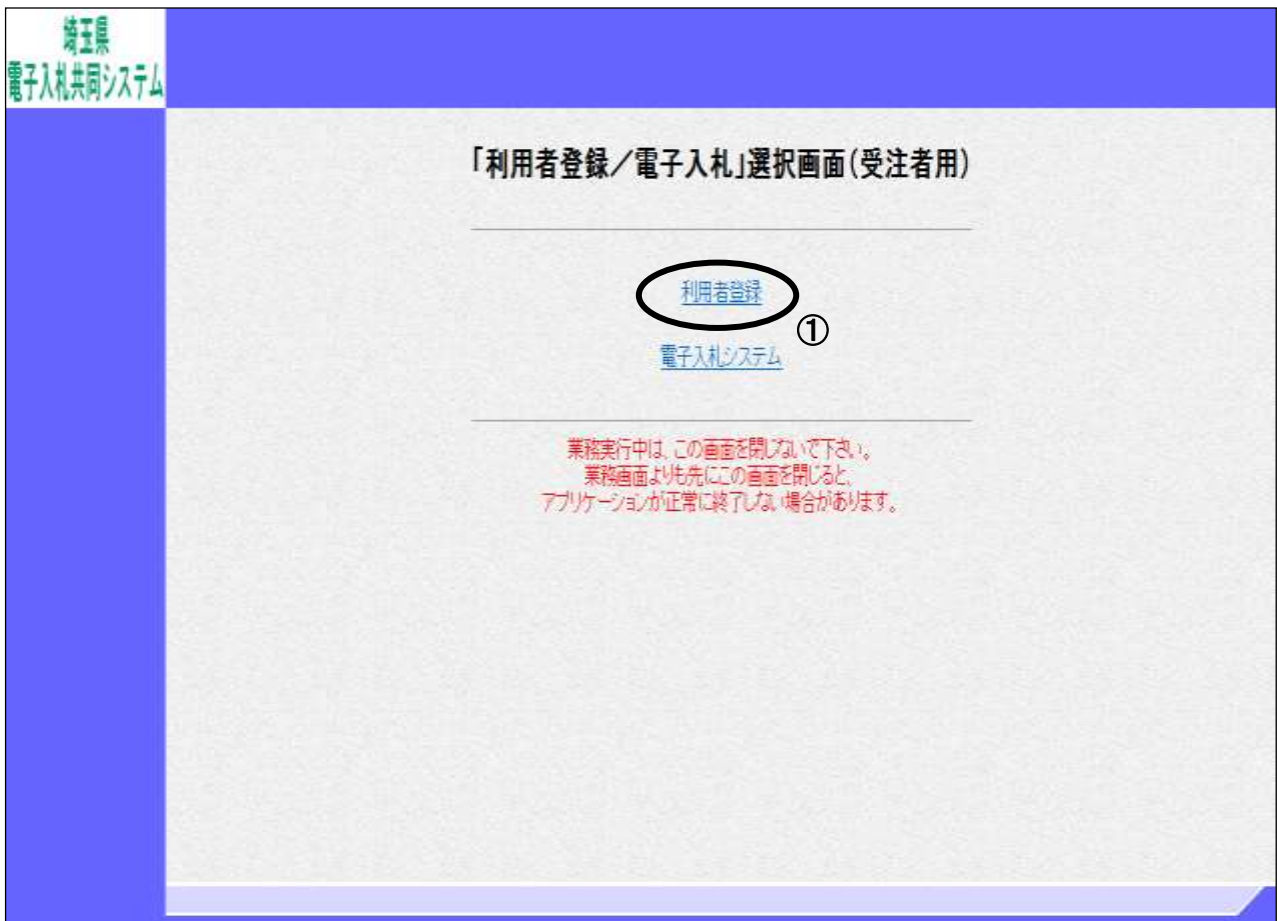 埼玉県
電子入札共同システム
「利用者登録／電子入札」選択画面(受注者用)
利用者登録
①
電子入札システム
業務実行中は、この画面を閉じないで下さい。
業務画面よりも先にこの画面を閉じると、
アプリケーションが正常に終了しない場合があります。